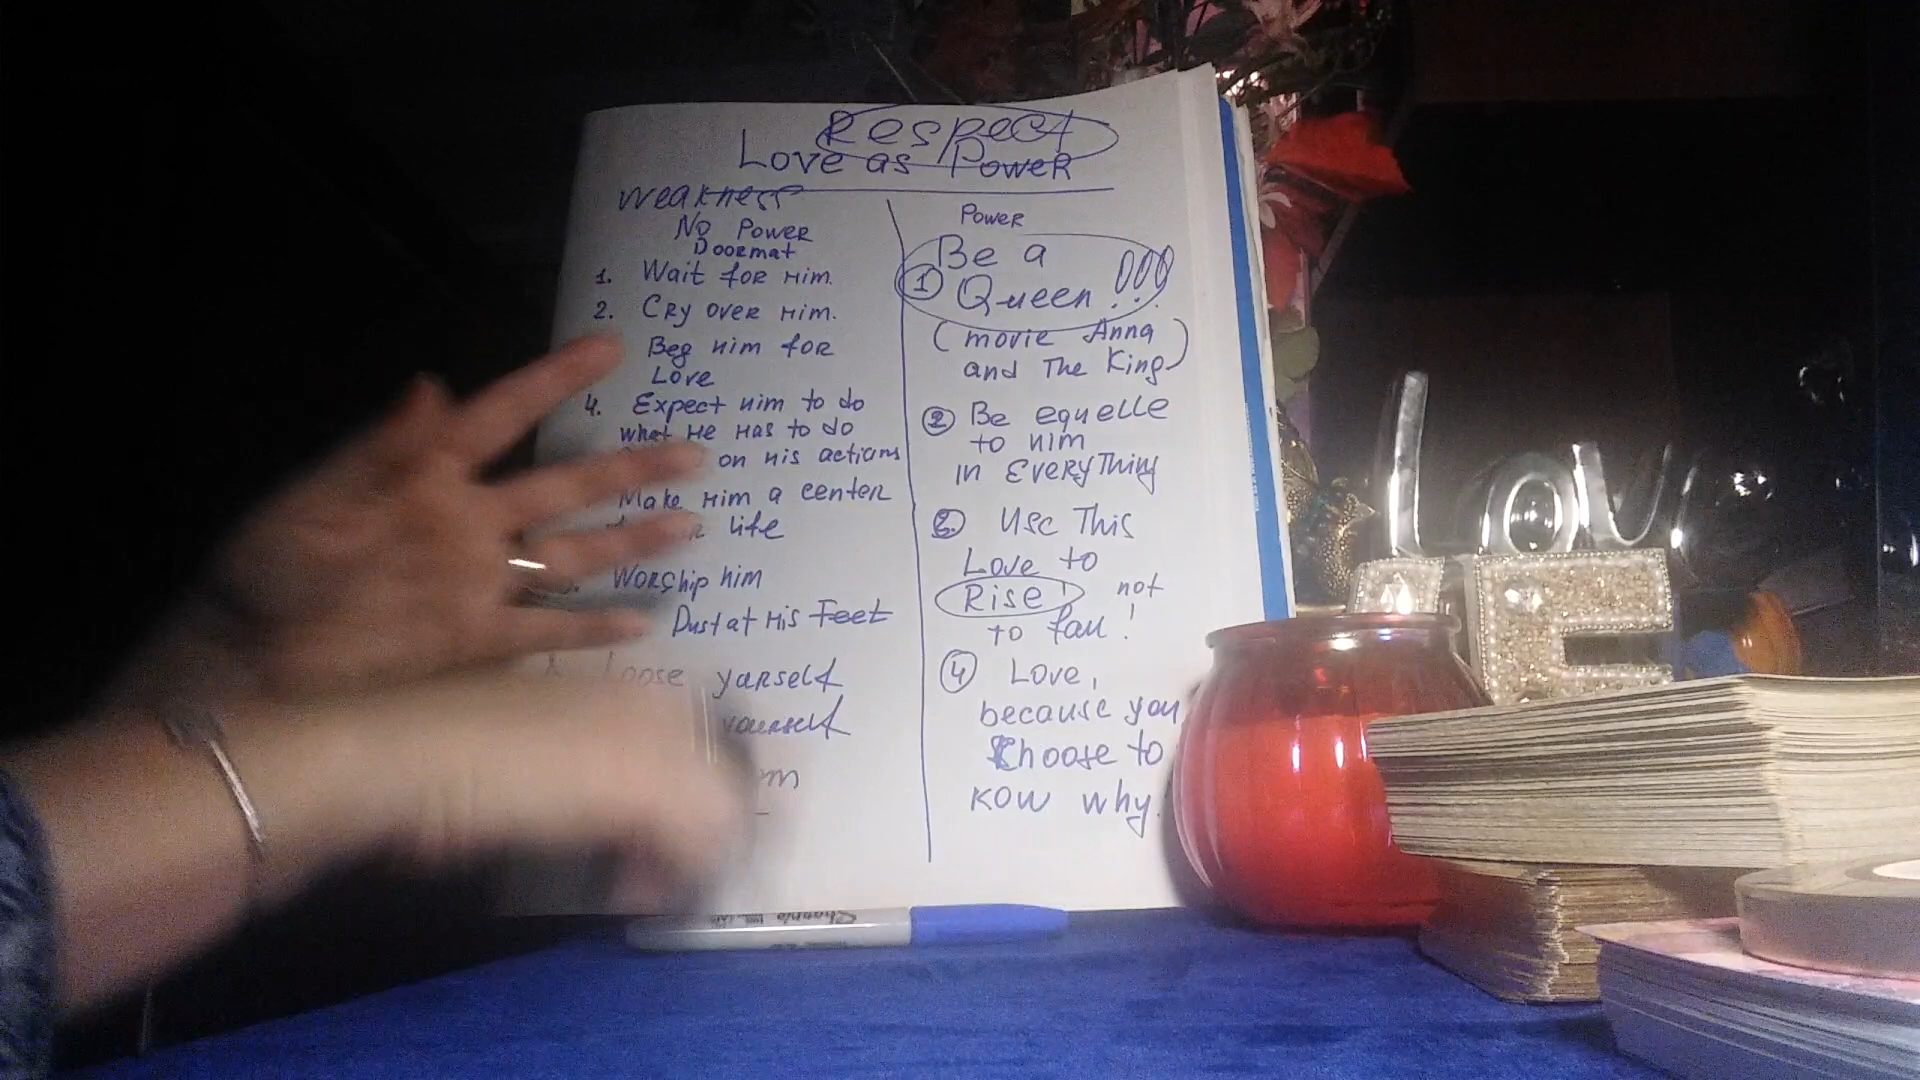 Respect
Love as Power
Weakness
No Power
Doormat
1. Wait for Him.
2. Cry over Him.
Beg him for
Love
4. Expect him to do
what He Has to do
on his actions
Make Him a center
life
Worship him
Dust at His Feet
Loose yarself
yourself
Power
Be a
1 Queen!!!
(movie Anna
and The King)
2 Be equelle
to him
in EveryThing
3. Use This
Love to
Rise! not
to fall!
4 Love,
because you
Choose to
kow why.
Sharpie
LOV
E